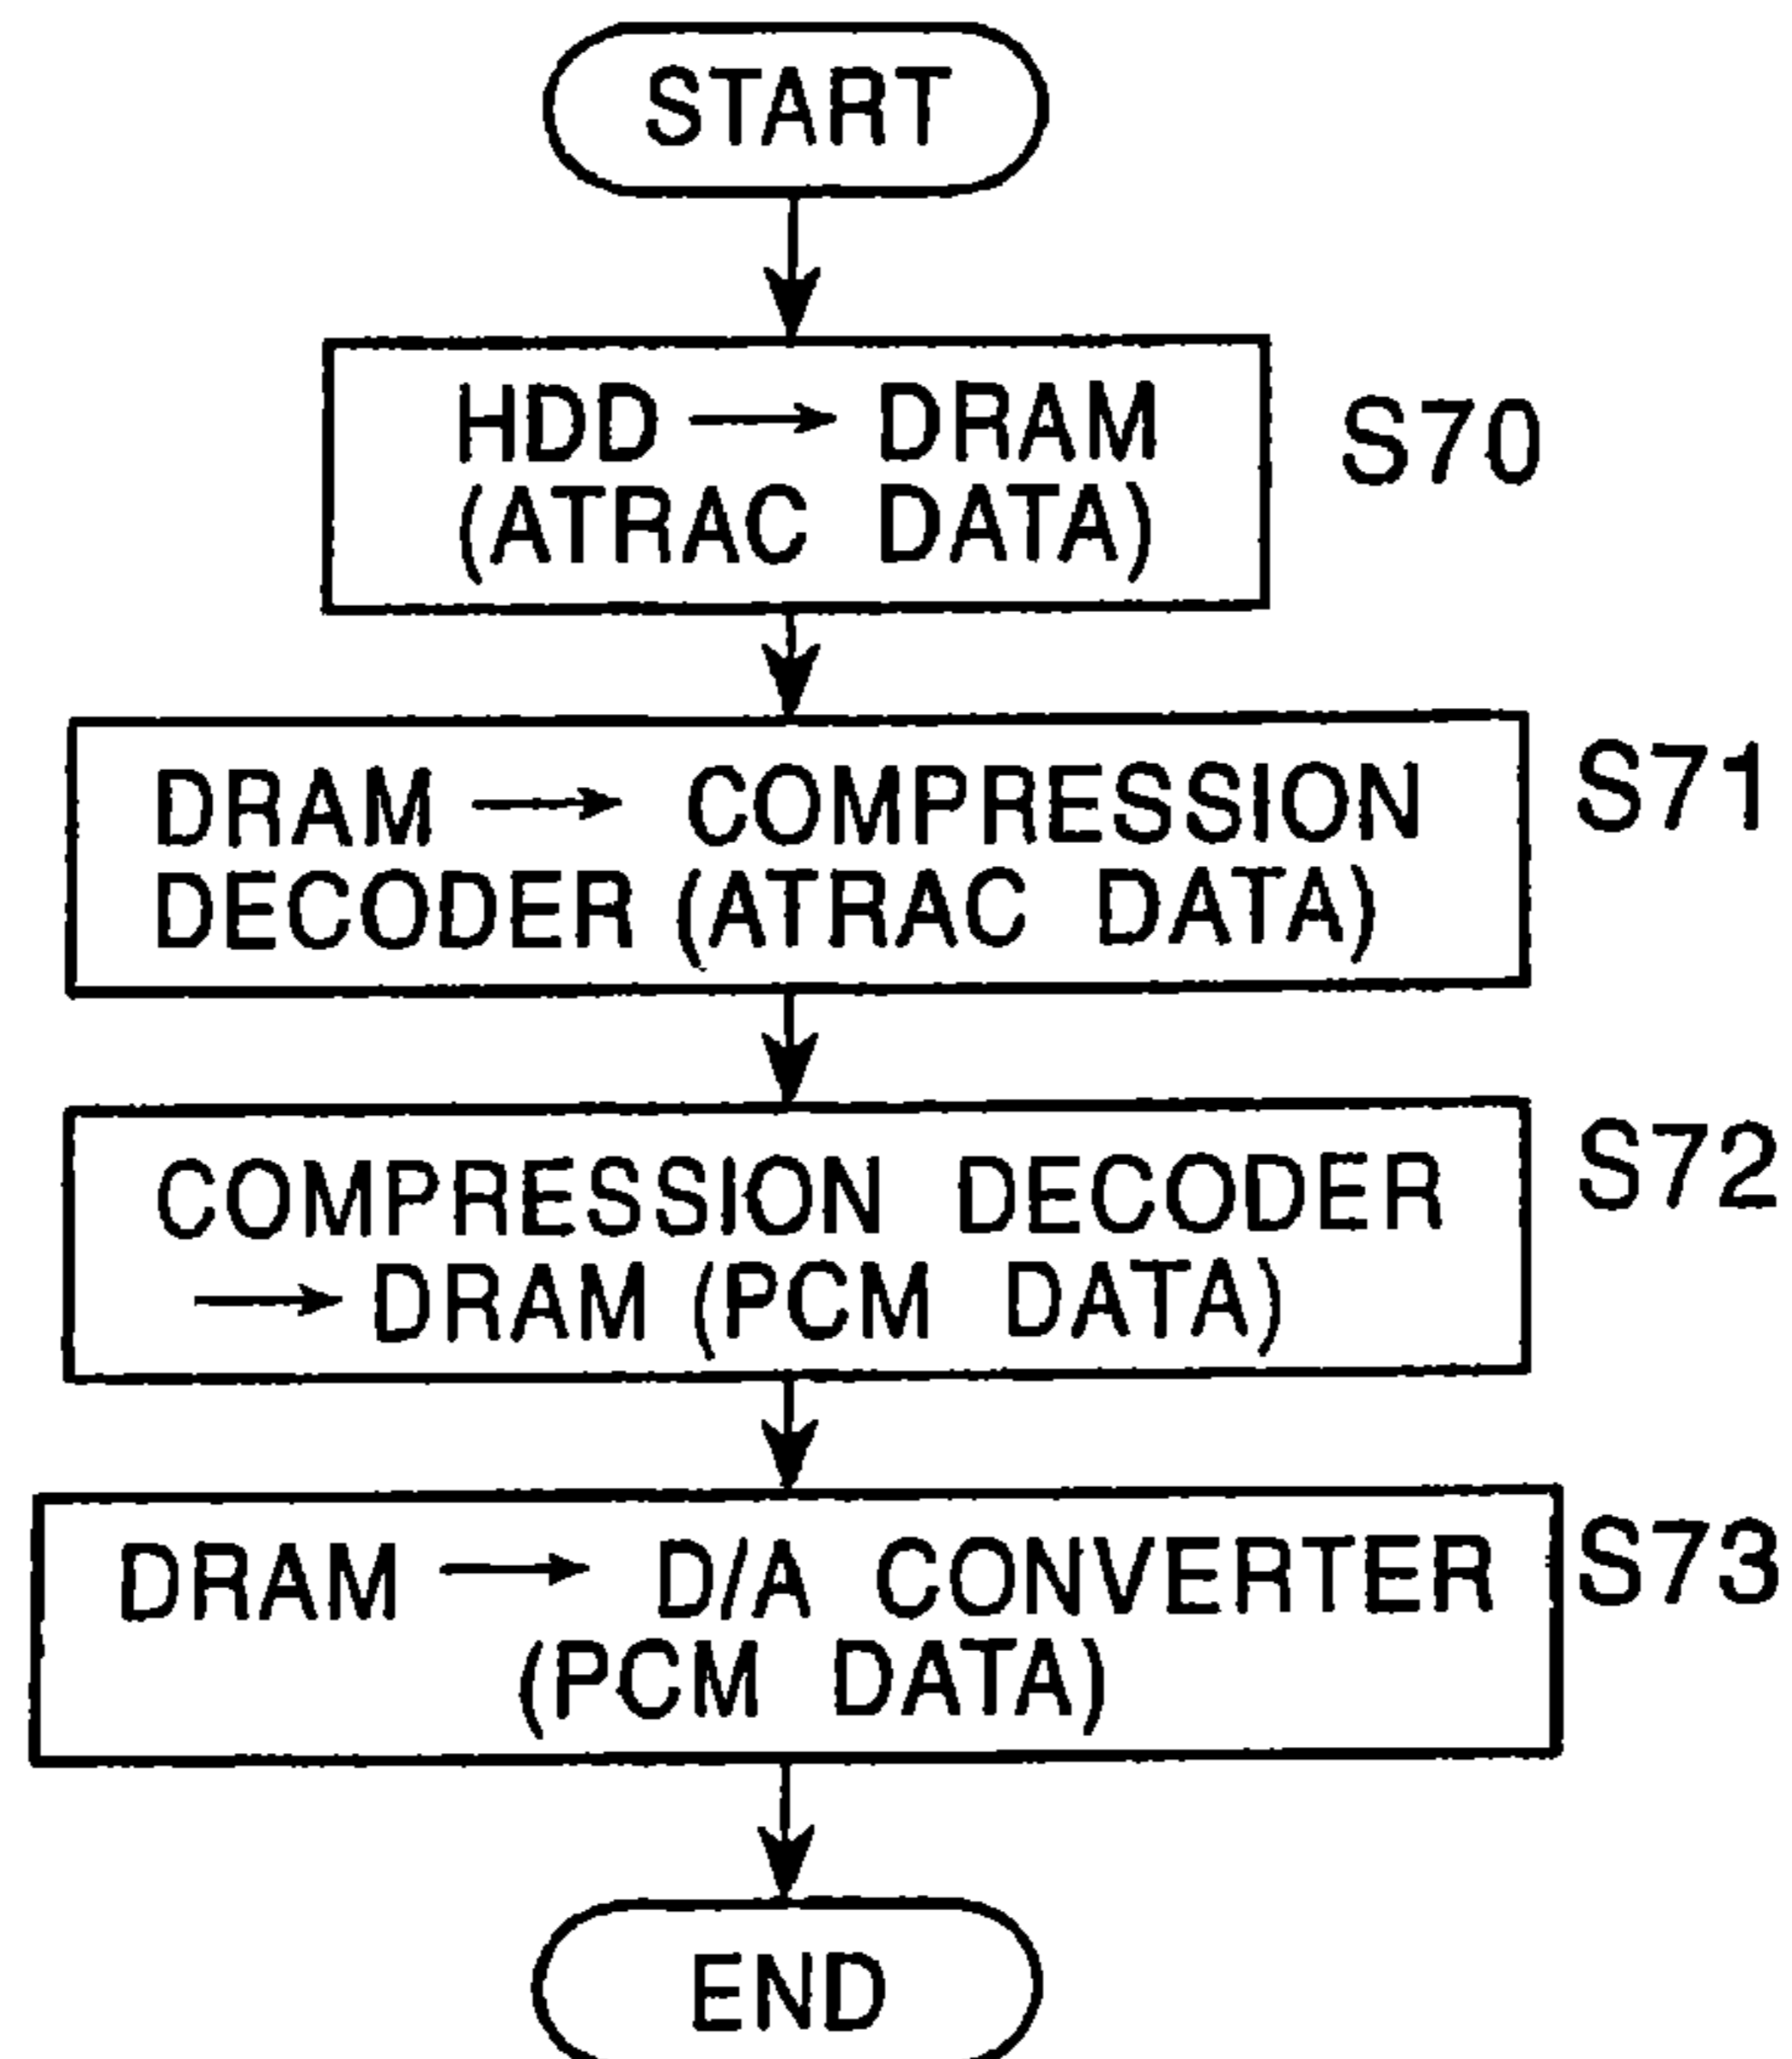 START
HDD → DRAM
(ATRAC DATA)
S70
DRAM → COMPRESSION
DECODER (ATRAC DATA)
S71
COMPRESSION DECODER
→ DRAM (PCM DATA)
S72
DRAM → D/A CONVERTER
(PCM DATA)
S73
END